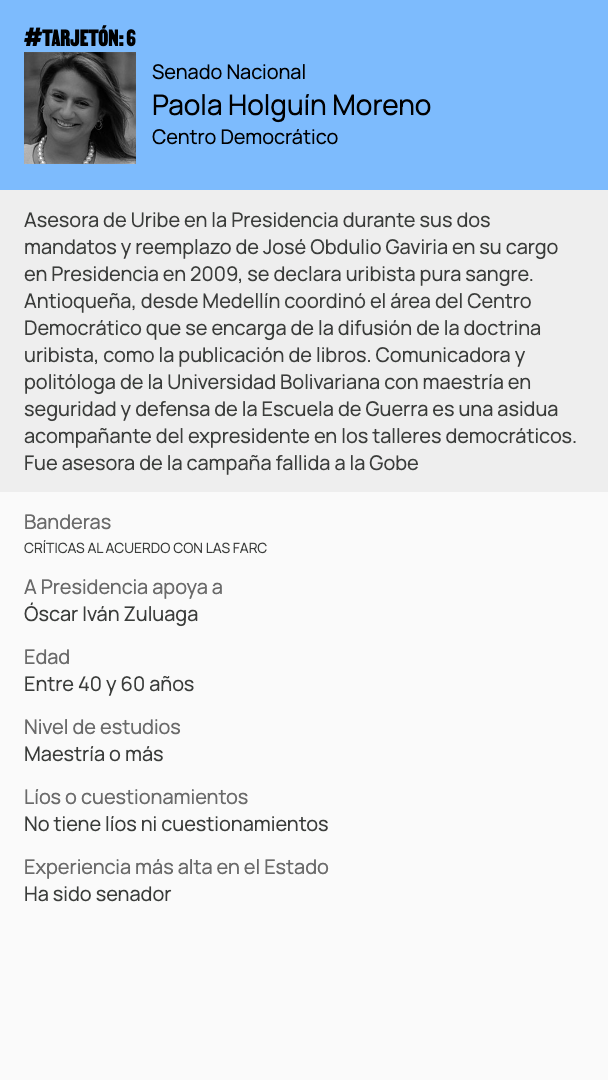 #TARJETÓN: 6
Senado Nacional
Paola Holguín Moreno
Centro Democrático
Asesora de Uribe en la Presidencia durante sus dos
mandatos y reemplazo de José Obdulio Gaviria en su cargo
en Presidencia en 2009, se declara uribista pura sangre.
Antioqueña, desde Medellín coordinó el área del Centro
Democrático que se encarga de la difusión de la doctrina
uribista, como la publicación de libros. Comunicadora y
politóloga de la Universidad Bolivariana con maestría en
seguridad y defensa de la Escuela de Guerra es una asidua
acompañante del expresidente en los talleres democráticos.
Fue asesora de la campaña fallida a la Gobe
Banderas
CRÍTICAS AL ACUERDO CON LAS FARC
A Presidencia apoya a
Óscar Iván Zuluaga
Edad
Entre 40 y 60 años
Nivel de estudios
Maestría o más
Líos o cuestionamientos
No tiene líos ni cuestionamientos
Experiencia más alta en el Estado
Ha sido senador